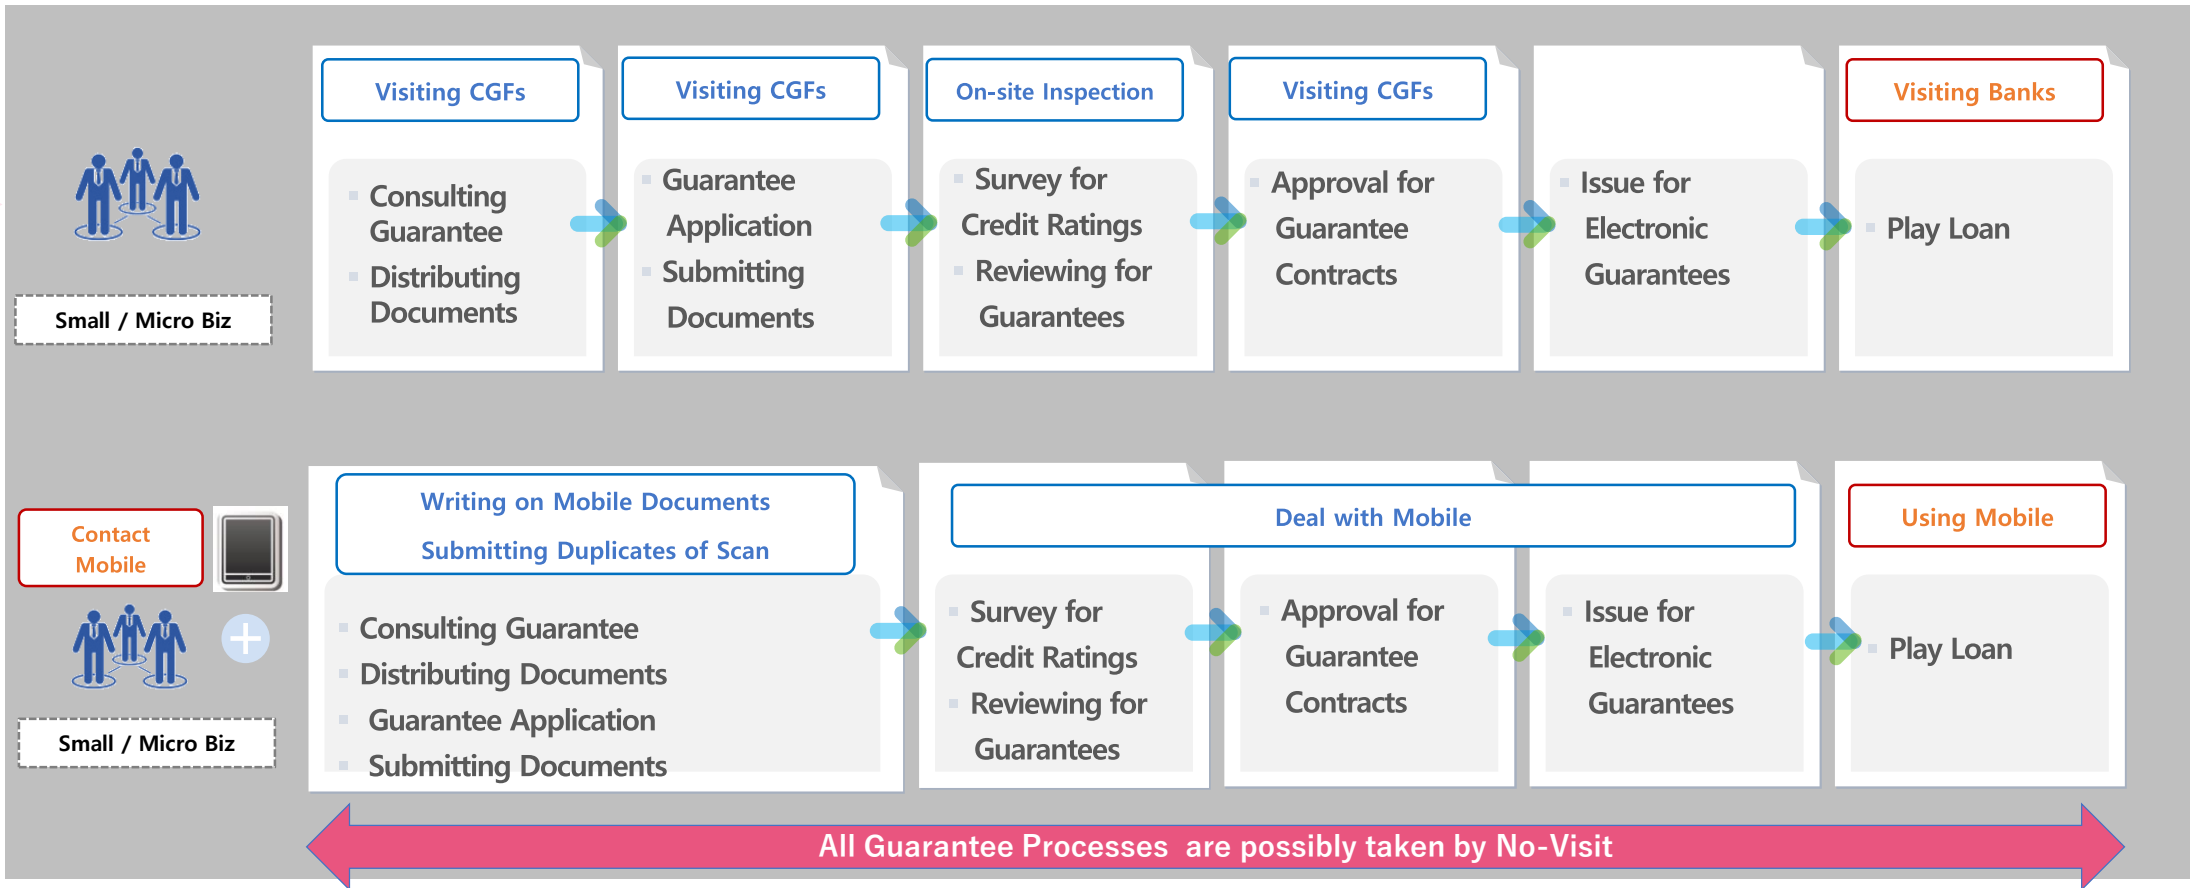 Visiting CGFs
Visiting CGFs
On-site Inspection
Visiting CGFs
Visiting Banks
Small / Micro Biz
Consulting
Guarantee
Distributing
Documents
Guarantee
Application
Submitting
Documents
Survey for
Credit Ratings
Reviewing for
Guarantees
Approval for
Guarantee
Contracts
Issue for
Electronic
Guarantees
Play Loan
Contact
Mobile
Small / Micro Biz
Writing on Mobile Documents
Submitting Duplicates of Scan
Deal with Mobile
Using Mobile
Consulting Guarantee
Distributing Documents
Guarantee Application
Submitting Documents
Survey for
Credit Ratings
Reviewing for
Guarantees
Approval for
Guarantee
Contracts
Issue for
Electronic
Guarantees
Play Loan
All Guarantee Processes are possibly taken by No-Visit